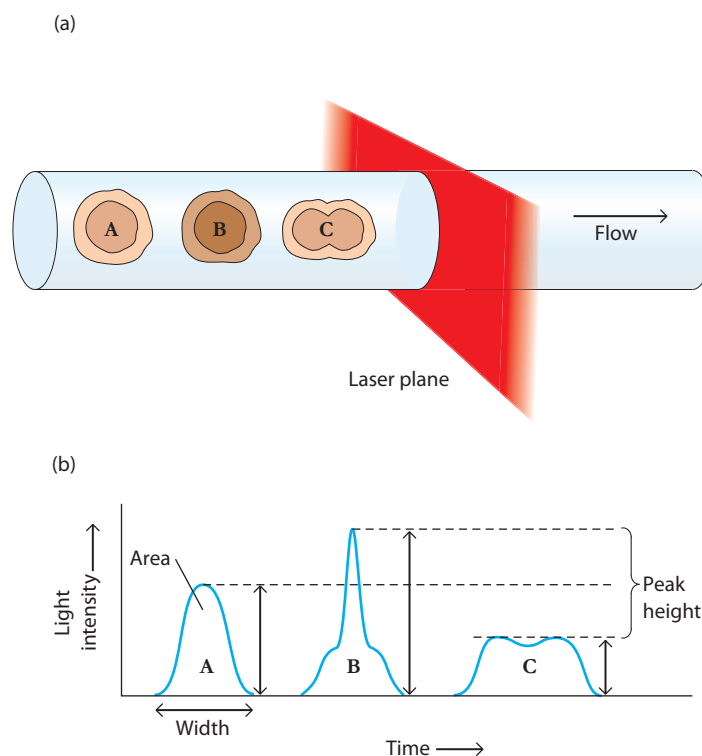 (a)
A
B
C
Flow
Laser plane
(b)
Light
intensity
Area
Peak
height
A
B
C
Width
Time